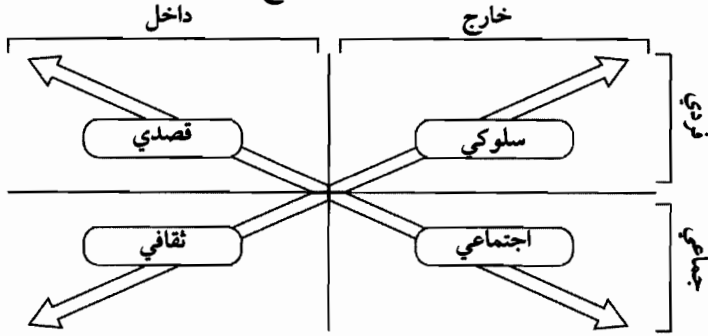 خارج
داخل
فردي
سلوكي
قصدي
جماعي
اجتماعي
ثقافي